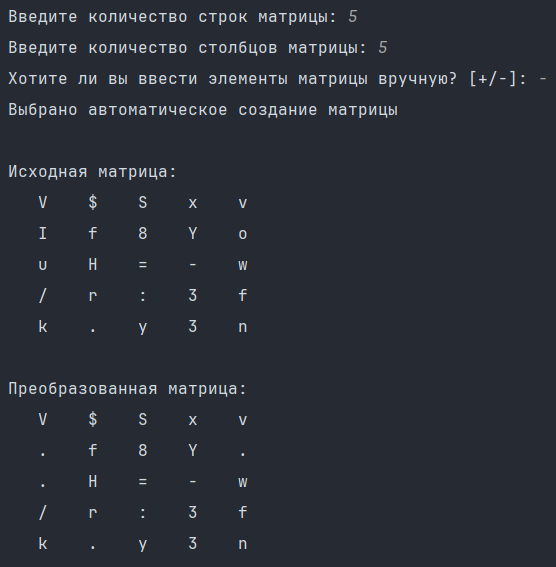 Введите количество строк матрицы: 5
Введите количество столбцов матрицы: 5
Хотите ли вы ввести элементы матрицы вручную? [+/-]: -
Выбрано автоматическое создание матрицы
Исходная матрица:
V $ S x v
I f 8 Y o
u H = - w
/ r : 3 f
k . y 3 n
Преобразованная матрица:
V $ S x v
. f 8 Y .
. H = - w
/ r : 3 f
k . y 3 n